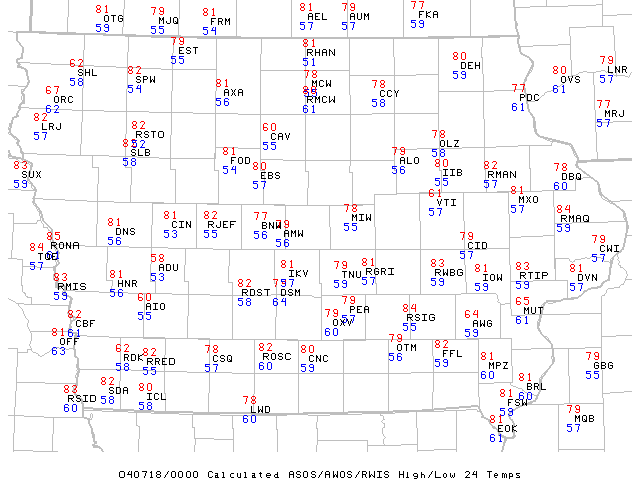 81 OTG 59
79 MJQ 55
81 FRM 54
81 AEL 57
79 AUM 57
77 FKA 59
79 EST 55
81 RHAN 51
80 DEH 59
62 SHL 58
82 SPW 54
78 MCW
RMCW 61
81 AXA 56
78 CCY 58
80 OVS 61
79 LNR 57
67 ORC 62
77 PDC 61
77 MRJ 57
82 LRJ 57
82 RSTO
83 SLB 58
60 CAV 55
78 OLZ 58
83 SUX 59
81 FOD 54
80 EBS 57
79 ALO 56
80 IIB 55
82 RMAN 57
78 DBQ 60
61 VTI 57
81 MXO 57
81 DNS 56
81 CIN 53
82 RJEF 55
77 BNW 56
79 AMW 56
78 MIW 55
84 RMAQ 59
85 RONA
84 TQE 57
79 CID 57
79 CWI 57
58 ADU 53
83 RMIS 59
81 HNR 56
81 IKV 57
79 DSM 64
82 RDST 58
79 TNU 59
81 RGRI 57
83 RWBG 59
81 IOW 59
83 RTIP 59
81 DVN 57
60 AIO 55
79 PEA 57
79 OXV 60
84 RSIG 55
64 AWG 59
65 MUT 61
82 CBF 61
81 OFF 63
62 RDK 58
82 RRED 55
78 CSQ 57
82 ROSC 60
80 CNC 59
79 OTM 56
82 FFL 59
81 MPZ 60
79 GBG 55
83 RSID 60
82 SDA 58
80 ICL 58
78 LWD 60
81 BRL 60
81 FSW 59
81 EOK 61
79 MQB 57
040718/0000 Calculated ASOS/AWOS/RWIS High/Low 24 Temps